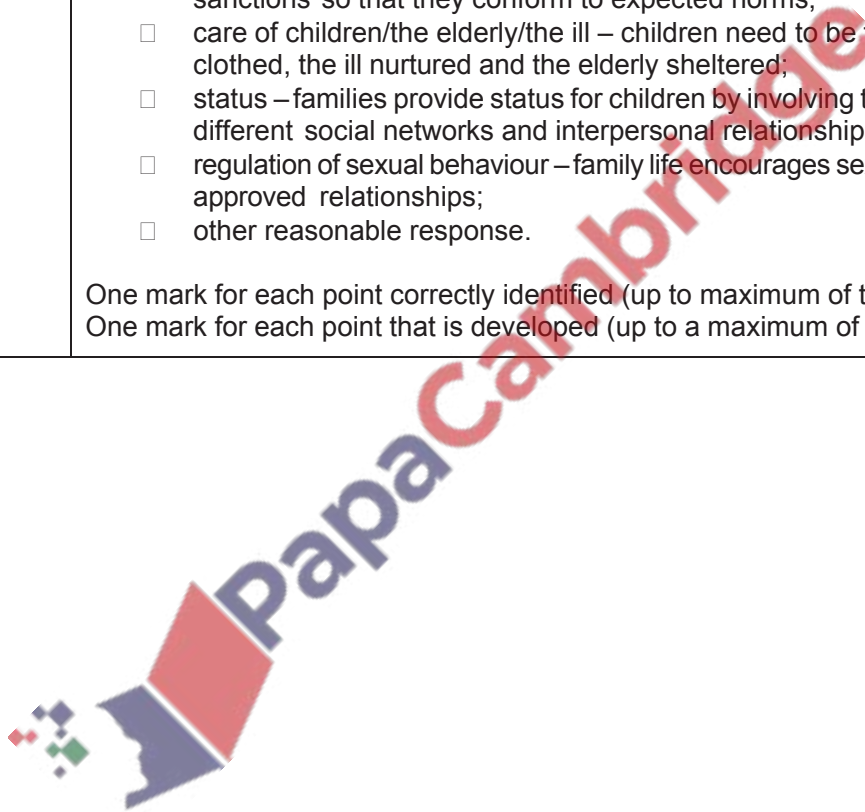 sanctions so that they conform to expected norms;
□ care of children/the elderly/the ill – children need to be
clothed, the ill nurtured and the elderly sheltered;
□ status – families provide status for children by involving
different social networks and interpersonal relationship
□ regulation of sexual behaviour – family life encourages
approved relationships;
□ other reasonable response.
One mark for each point correctly identified (up to maximum of
One mark for each point that is developed (up to a maximum of
PapaCambridge